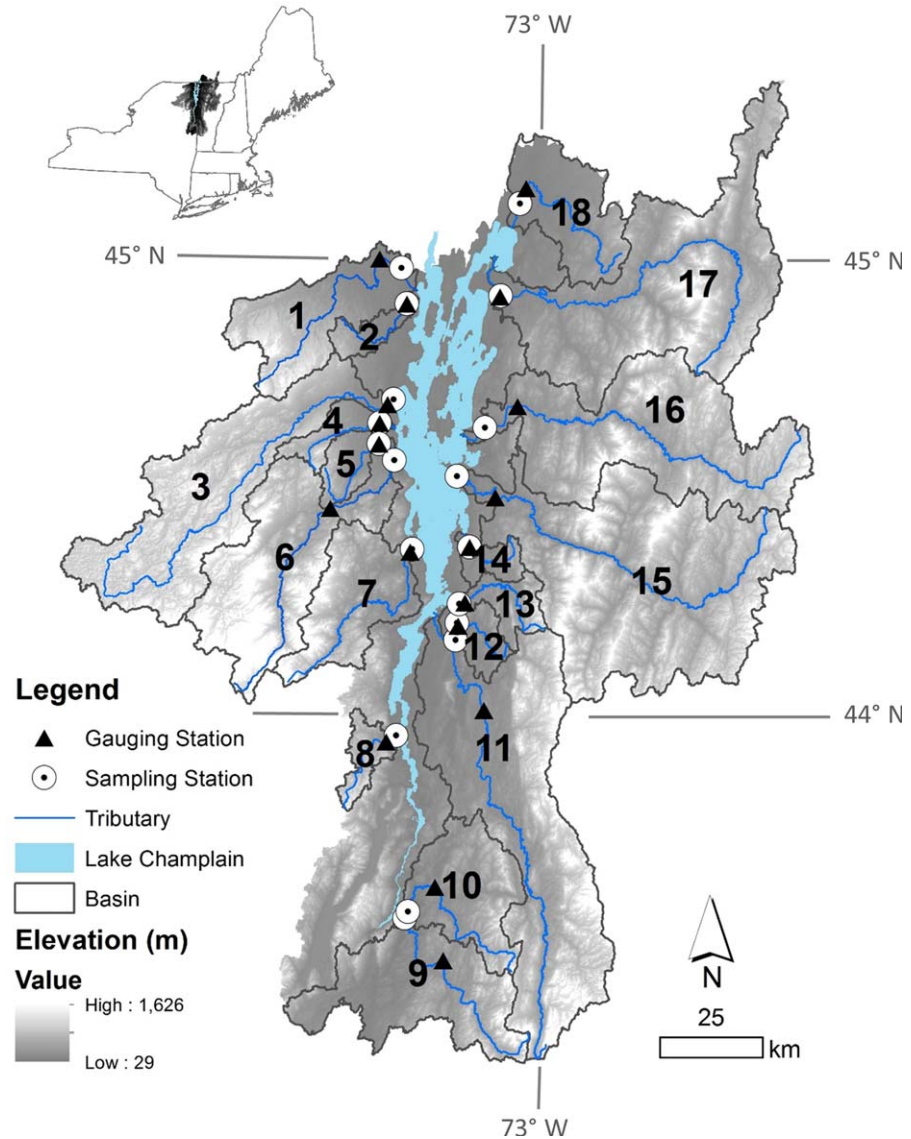 73° W
45° N
45° N
18
17
1
2
16
4
3
5
6
7
14
15
13
12
Legend
44° N
Gauging Station
11
8
Sampling Station
Tributary
Lake Champlain
Basin
10
Elevation (m)
Value
9
N
High : 1,626
25
km
Low : 29
73° W